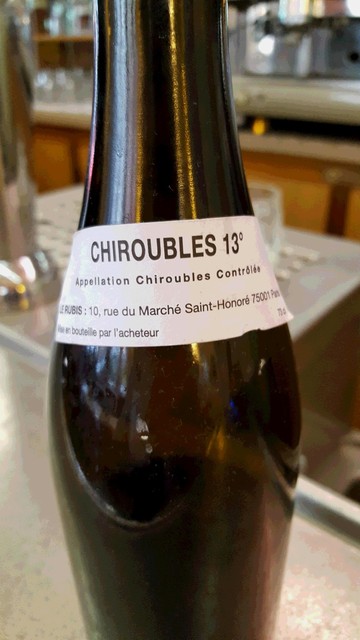 CHIROUBLES 13°
Appellation Chiroubles Contrôlée
LE RUBIS : 10, rue du Marché Saint-Honoré 75001 Paris
Mise en bouteille par l'acheteur